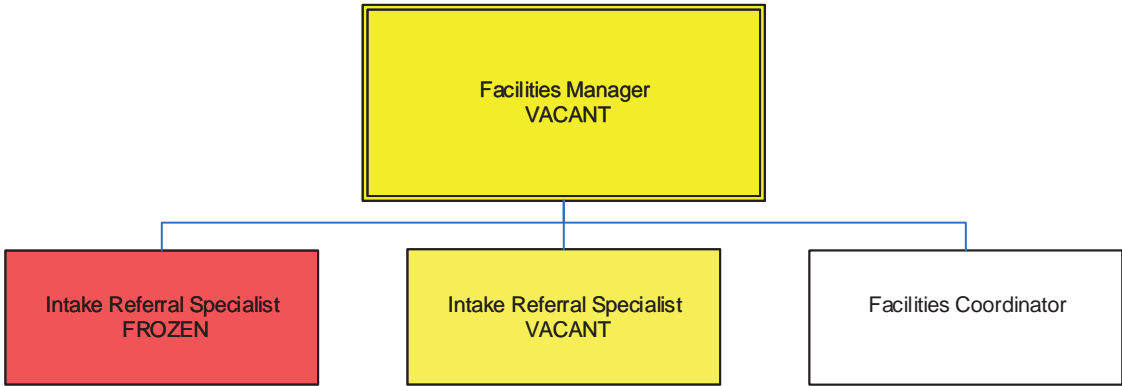 Facilities Manager
VACANT
Intake Referral Specialist
FROZEN
Intake Referral Specialist
VACANT
Facilities Coordinator